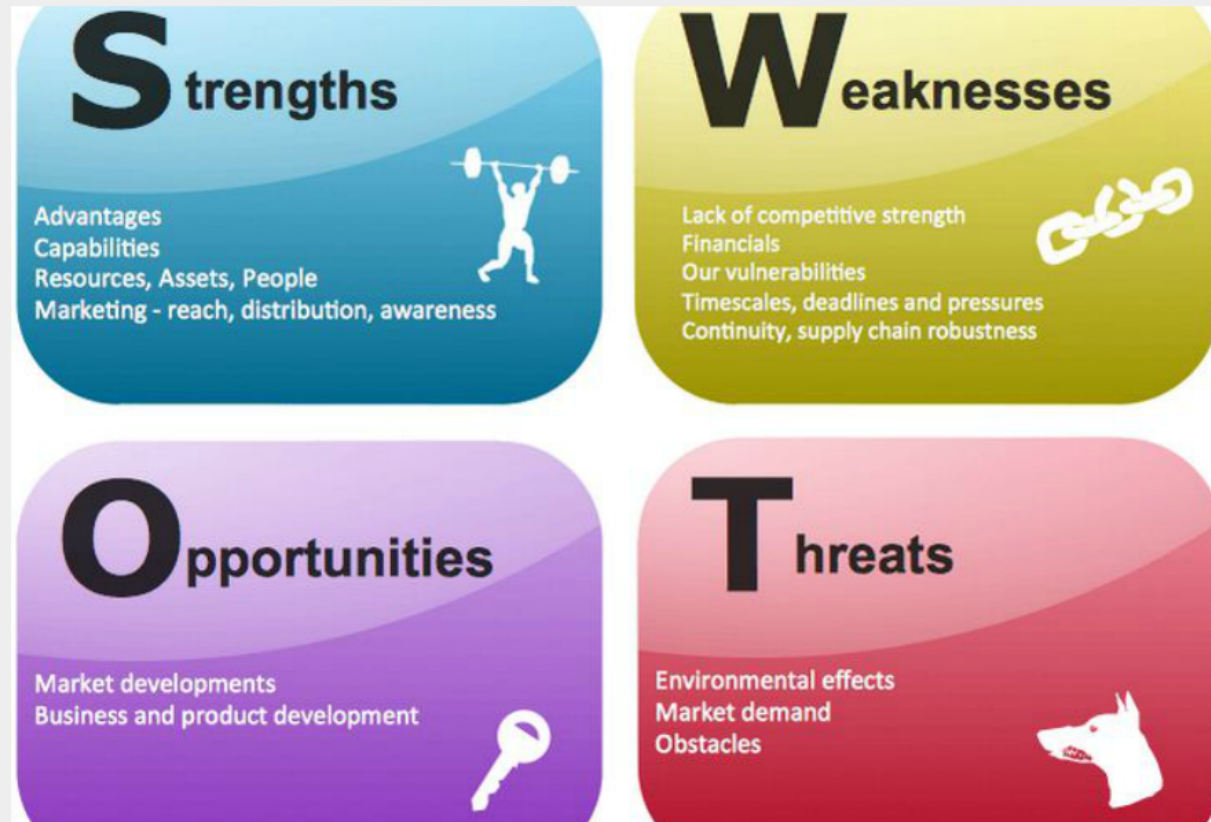 Strengths
Advantages
Capabilities
Resources, Assets, People
Marketing - reach, distribution, awareness
Weaknesses
Lack of competitive strength
Financials
Our vulnerabilities
Timescales, deadlines and pressures
Continuity, supply chain robustness
Opportunities
Market developments
Business and product development
Threats
Environmental effects
Market demand
Obstacles